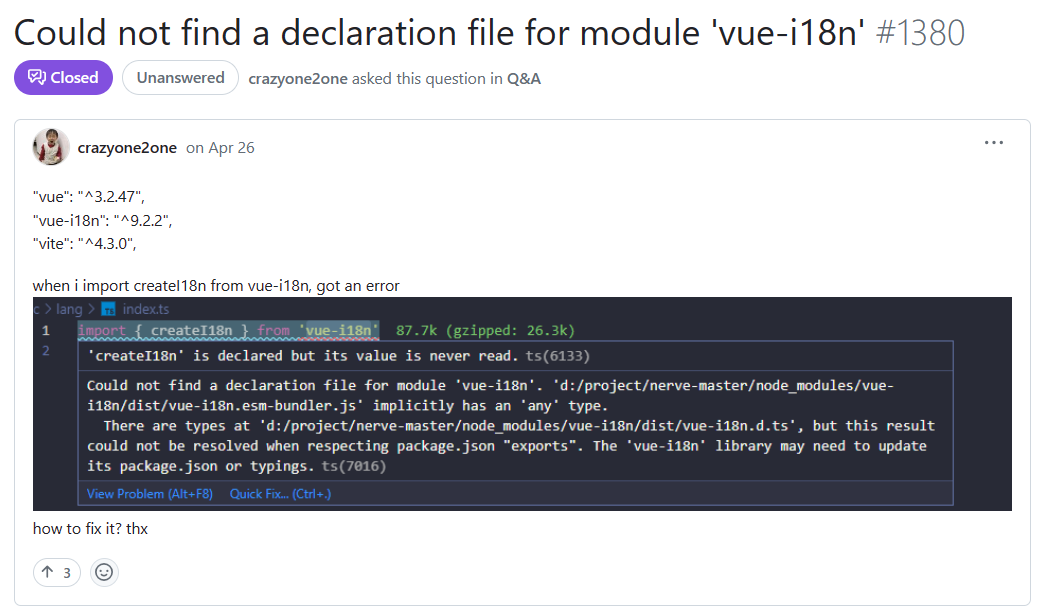 Could not find a declaration file for module 'vue-i18n' #1380
Closed Unanswered crazyone2one asked this question in Q&A
crazyone2one on Apr 26
"vue": "^3.2.47",
"vue-i18n": "^9.2.2",
"vite": "^4.3.0",
when i import createI18n from vue-i18n, got an error
c > lang > TS index.ts
1 import { createI18n } from 'vue-i18n' 87.7k (gzipped: 26.3k)
2
'createI18n' is declared but its value is never read. ts(6133)
Could not find a declaration file for module 'vue-i18n'. 'd:/project/nerve-master/node_modules/vue-
i18n/dist/vue-i18n.esm-bundler.js' implicitly has an 'any' type.
There are types at 'd:/project/nerve-master/node_modules/vue-i18n/dist/vue-i18n.d.ts', but this result
could not be resolved when respecting package.json "exports". The 'vue-i18n' library may need to update
its package.json or typings. ts(7016)
View Problem (Alt+F8) Quick Fix... (Ctrl+.)
how to fix it? thx
3